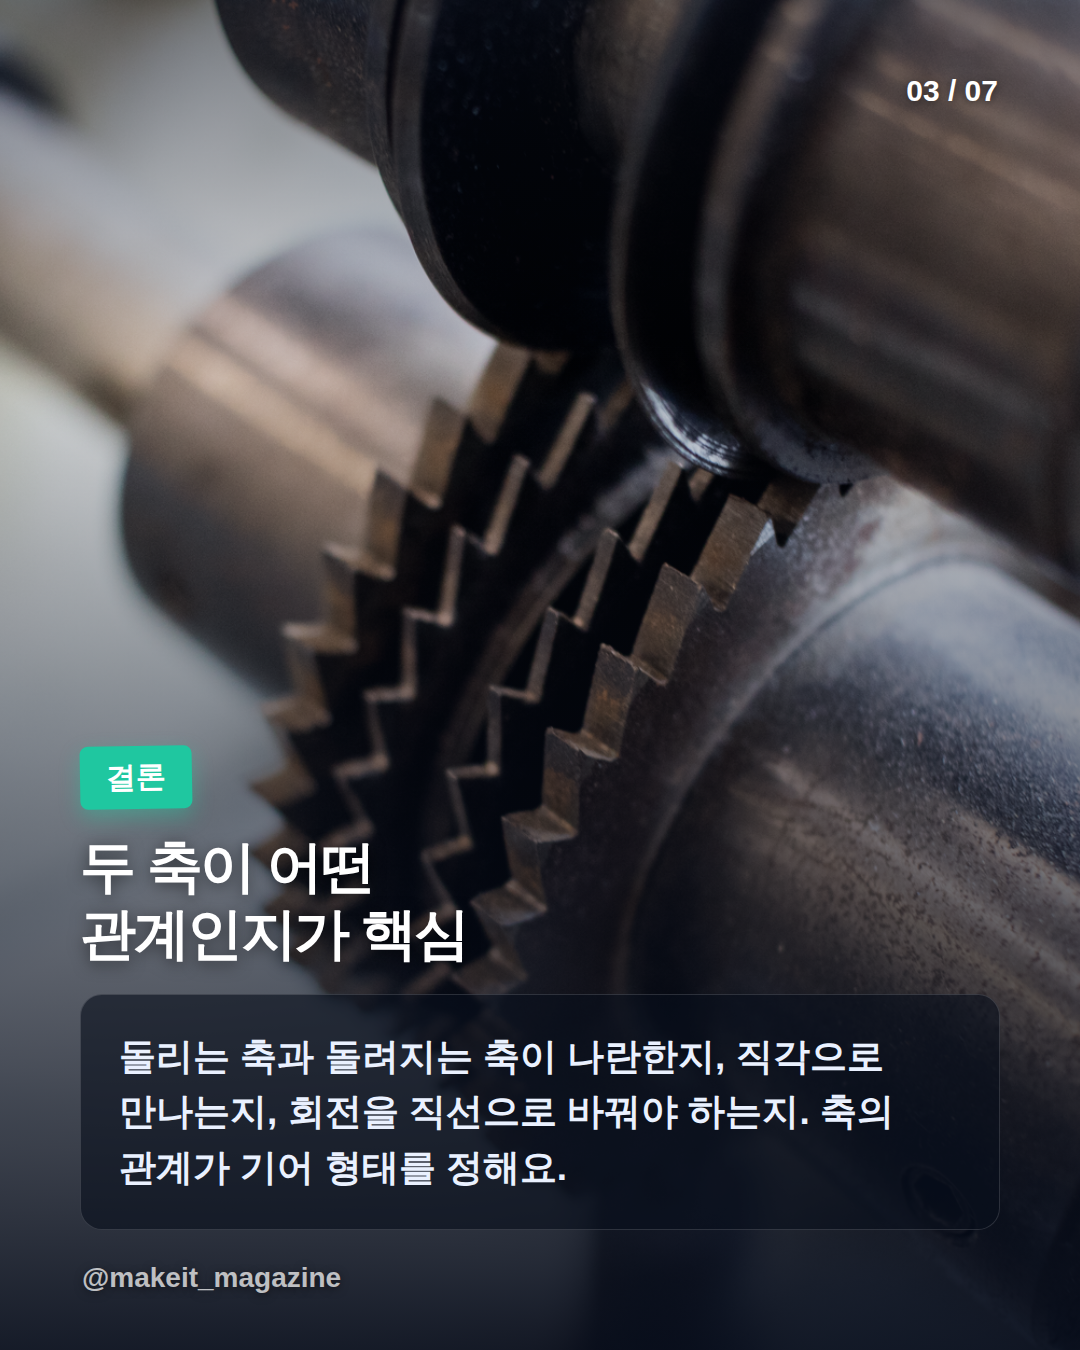 03 / 07
결론
두 축이 어떤
관계인지가 핵심
돌리는 축과 돌려지는 축이 나란한지, 직각으로
만나는지, 회전을 직선으로 바꿔야 하는지. 축의
관계가 기어 형태를 정해요.
@makeit_magazine